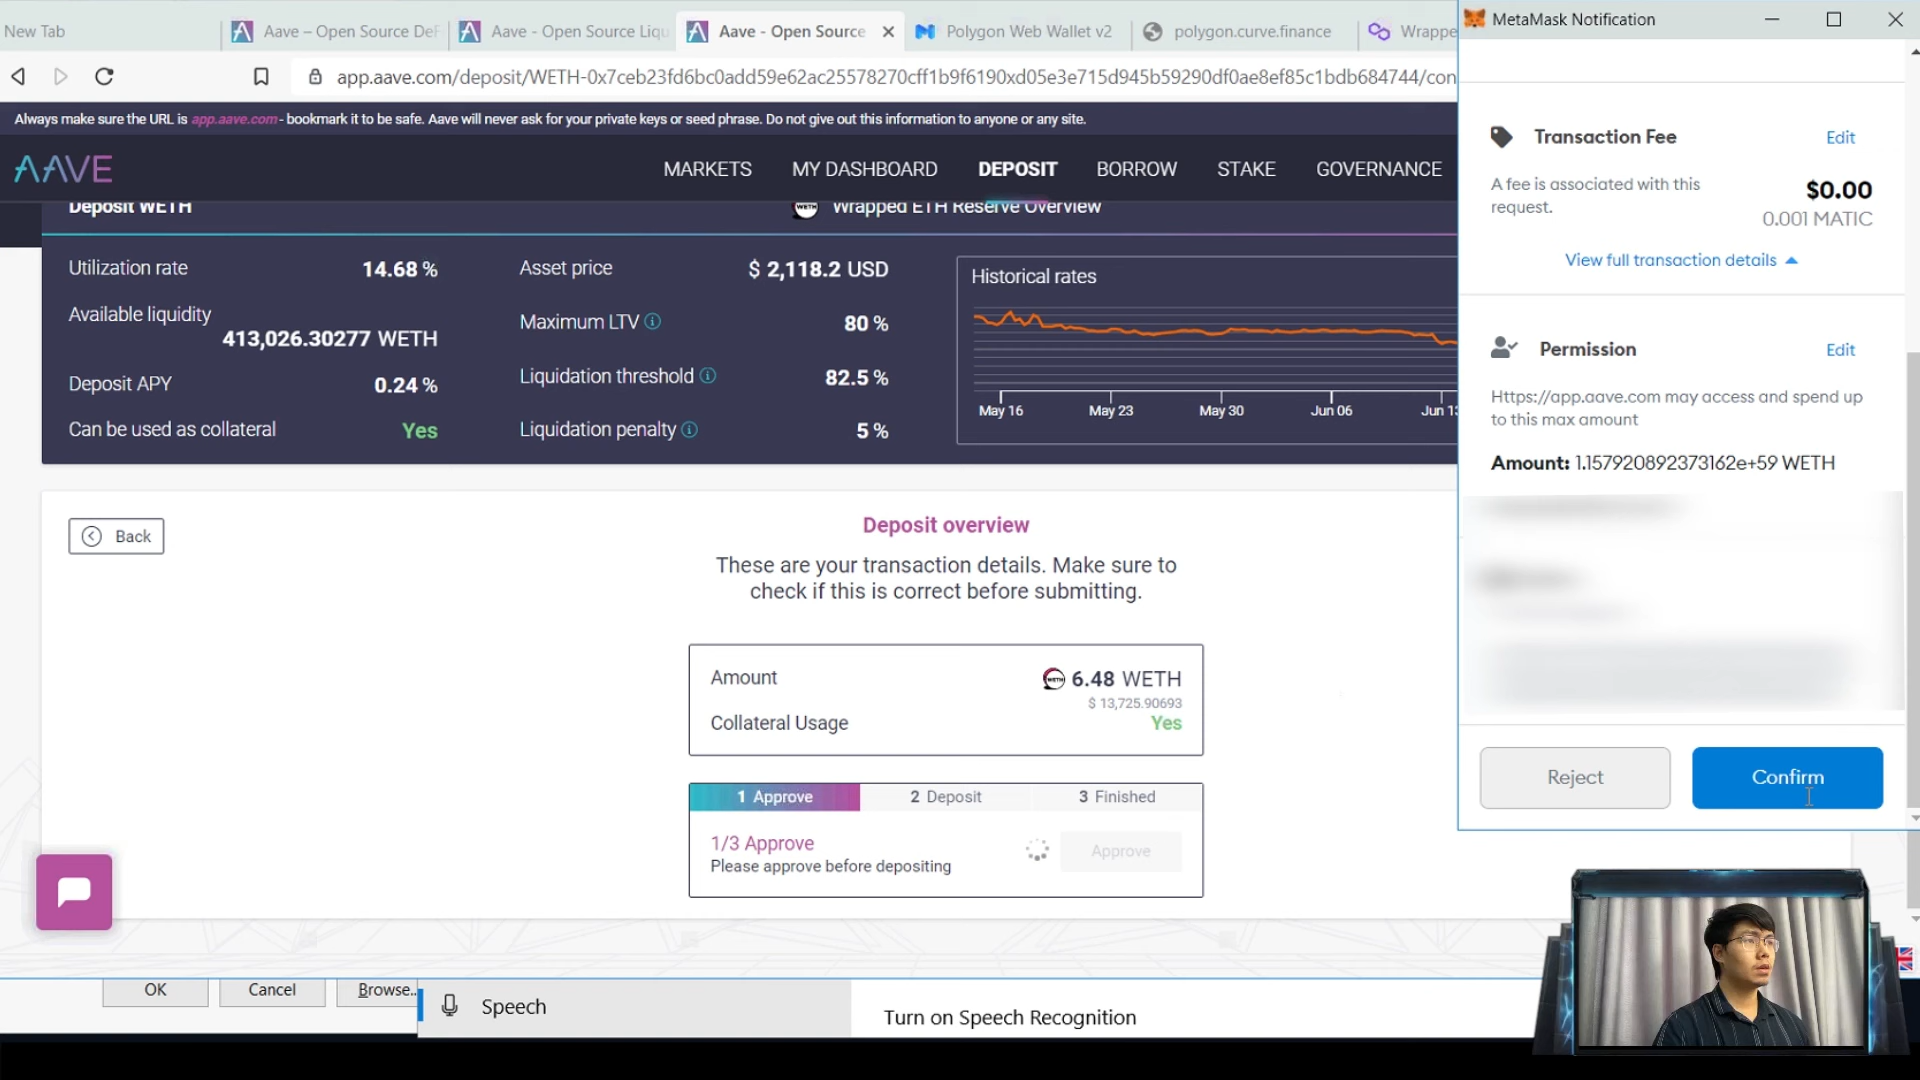 New Tab
Aave – Open Source DeF
Aave - Open Source Liqu
Aave - Open Source
Polygon Web Wallet v2
polygon.curve.finance
Wrappe
MetaMask Notification
app.aave.com/deposit/WETH-0x7ceb23fd6bc0add59e62ac25578270cff1b9f6190xd05e3e715d945b59290df0ae8ef85c1bdb684744/con
Always make sure the URL is app.aave.com - bookmark it to be safe. Aave will never ask for your private keys or seed phrase. Do not give out this information to anyone or any site.
AAVE
MARKETS
MY DASHBOARD
DEPOSIT
BORROW
STAKE
GOVERNANCE
Deposit WETH
WETH
Wrapped ETH Reserve Overview
Utilization rate
14.68 %
Available liquidity
413,026.30277 WETH
Deposit APY
0.24 %
Can be used as collateral
Yes
Asset price
$ 2,118.2 USD
Maximum LTV
80 %
Liquidation threshold
82.5 %
Liquidation penalty
5 %
Historical rates
May 16
May 23
May 30
Jun 06
Jun 13
Back
Deposit overview
These are your transaction details. Make sure to
check if this is correct before submitting.
Amount
WETH
6.48 WETH
$ 13,725.90693
Collateral Usage
Yes
1 Approve
2 Deposit
3 Finished
1/3 Approve
Please approve before depositing
Approve
Transaction Fee
Edit
A fee is associated with this
request.
$0.00
0.001 MATIC
View full transaction details
Permission
Edit
Https://app.aave.com may access and spend up
to this max amount
Amount: 1.157920892373162e+59 WETH
Reject
Confirm
OK
Cancel
Browse..
Speech
Turn on Speech Recognition